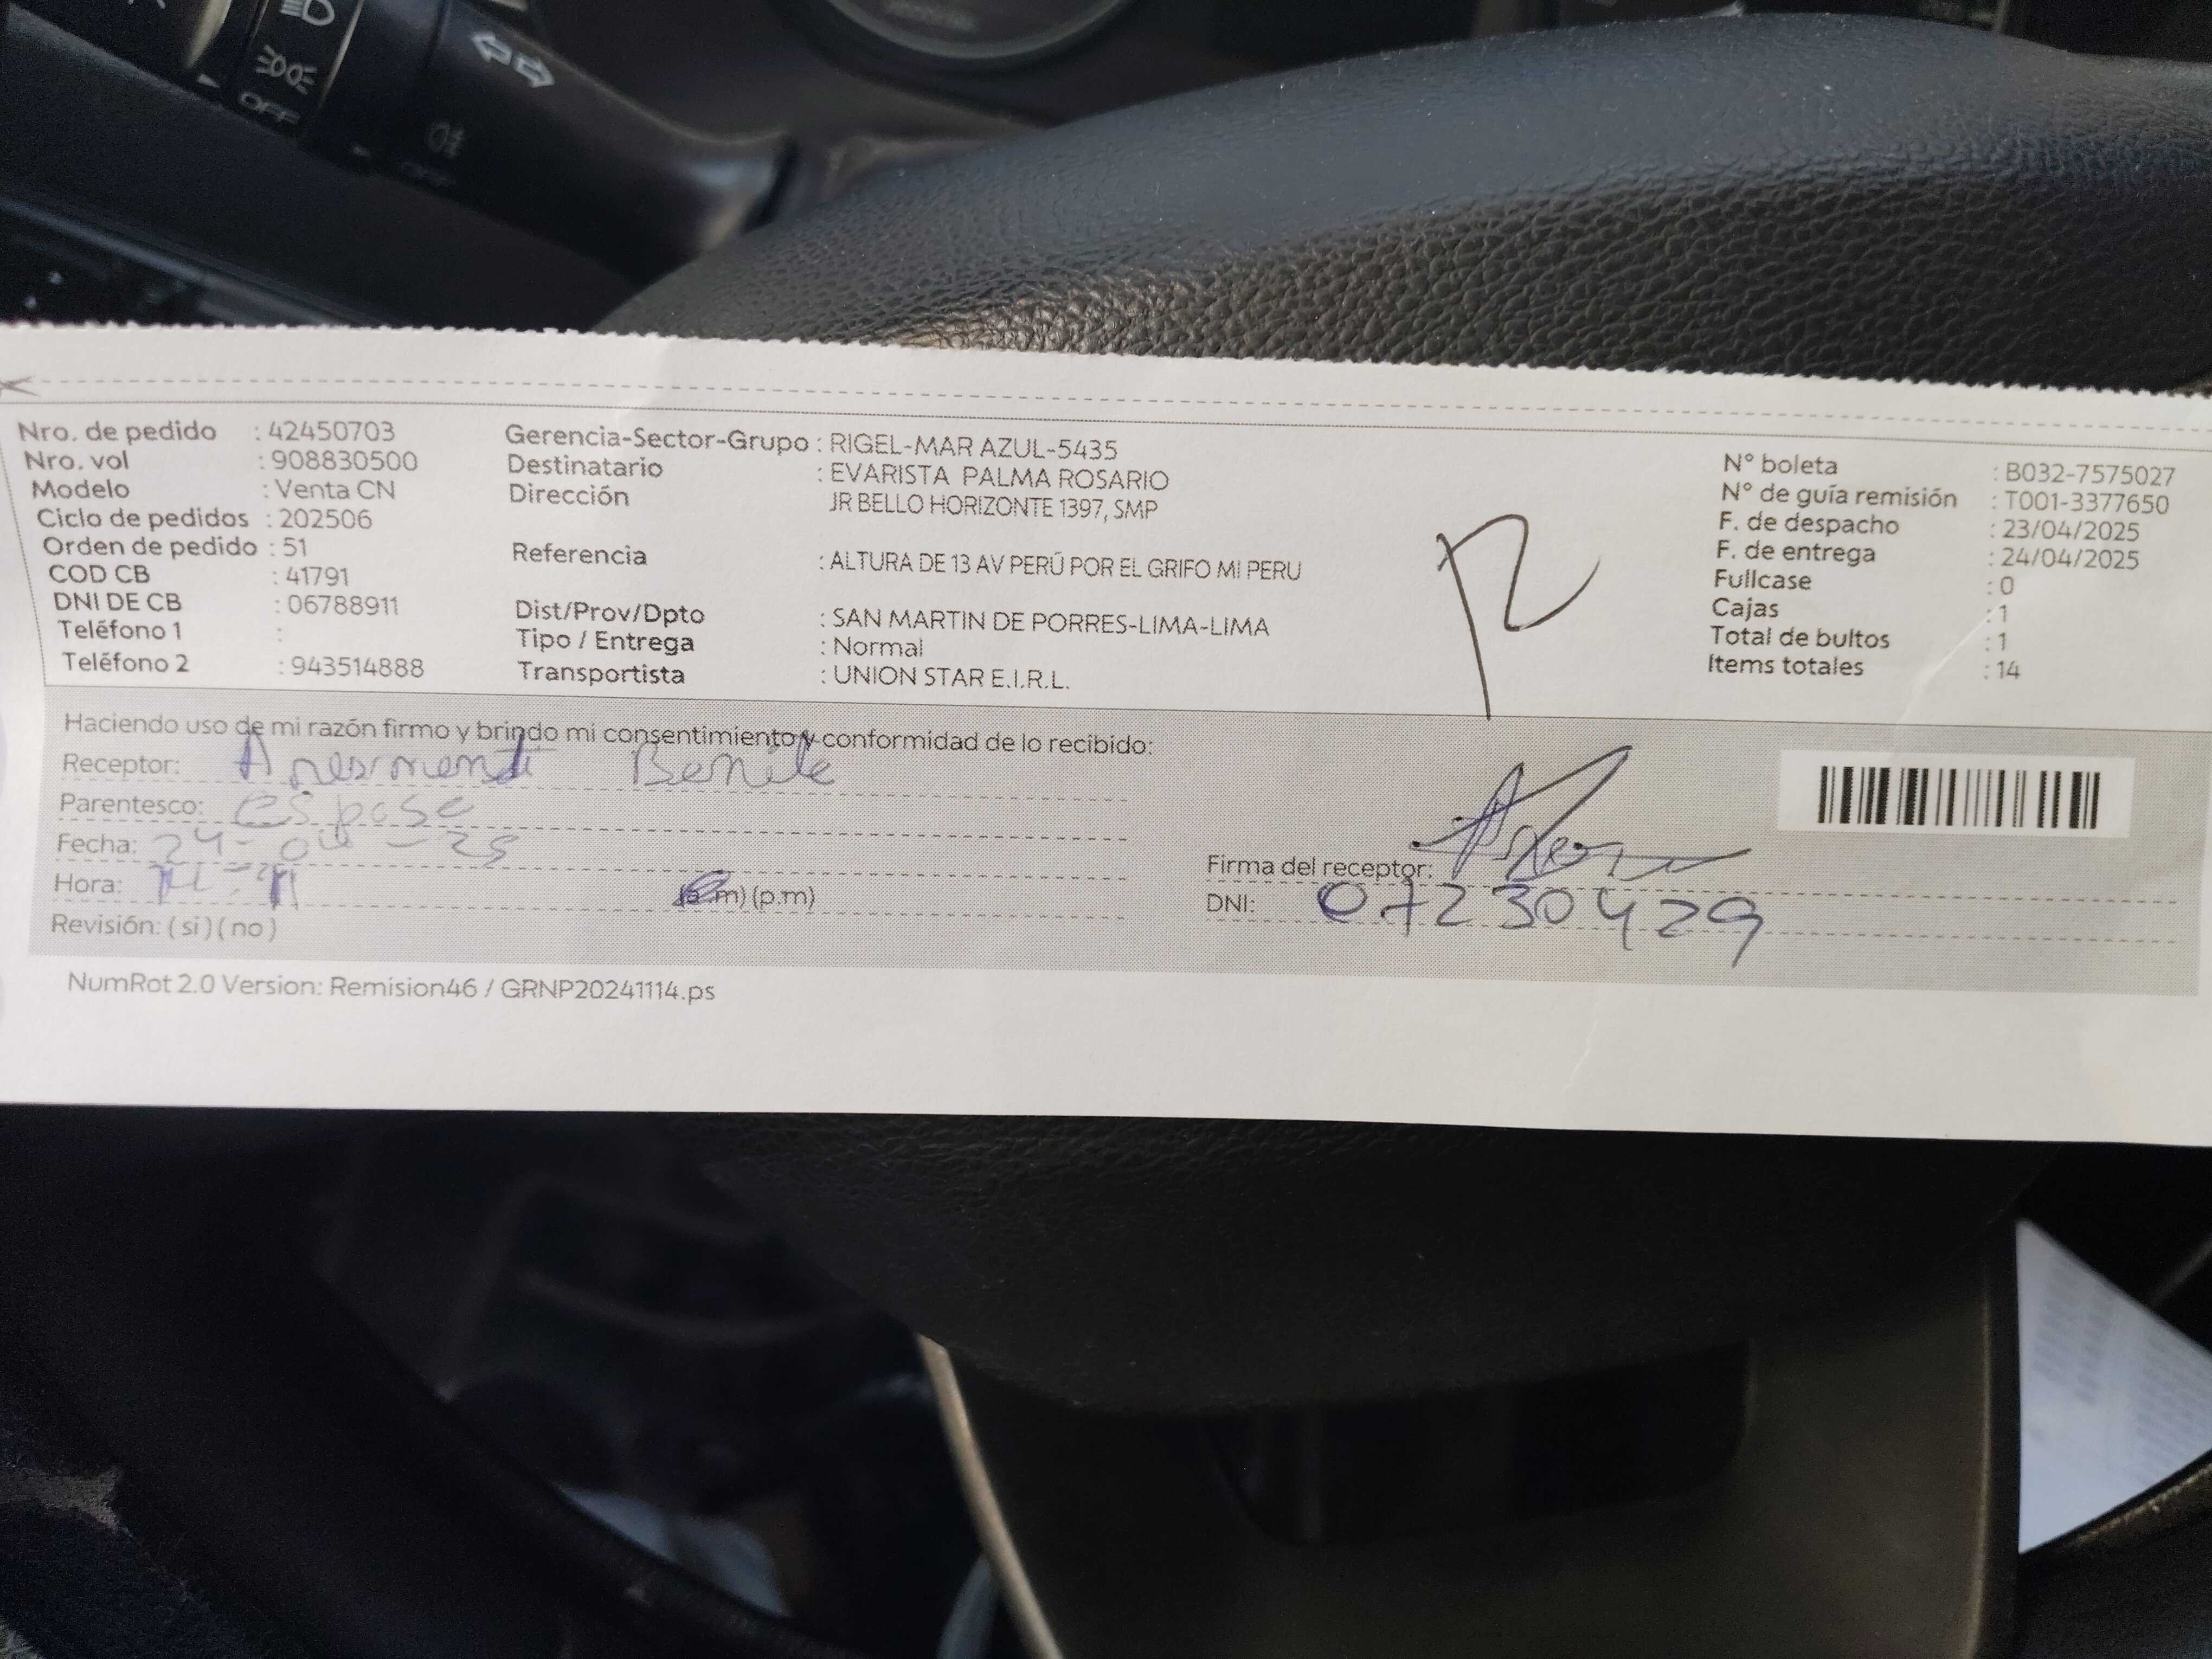 OFF
OFF
Nro. de pedido : 42450703
Nro. vol : 908830500
Modelo : Venta CN
Ciclo de pedidos : 202506
Orden de pedido : 51
COD CB : 41791
DNI DE CB : 06788911
Teléfono 1 :
Teléfono 2 : 943514888
Gerencia-Sector-Grupo : RIGEL-MAR AZUL-5435
Destinatario : EVARISTA PALMA ROSARIO
Dirección JR BELLO HORIZONTE 1397, SMP
Referencia : ALTURA DE 13 AV PERÚ POR EL GRIFO MI PERU
Dist/Prov/Dpto : SAN MARTIN DE PORRES-LIMA-LIMA
Tipo / Entrega : Normal
Transportista : UNION STAR E.I.R.L.
N° boleta : B032-7575027
N° de guía remisión : T001-3377650
F. de despacho : 23/04/2025
F. de entrega : 24/04/2025
Fullcase : 0
Cajas : 1
Total de bultos : 1
Items totales : 14
Haciendo uso de mi razón firmo y brindo mi consentimiento y conformidad de lo recibido:
Receptor:
Parentesco: esposo
Fecha: 24-04-25
Hora: (a.m) (p.m)
Revisión: (si) (no)
Firma del receptor:
DNI: 07230429
NumRot 2.0 Version: Remision46 / GRNP20241114.ps